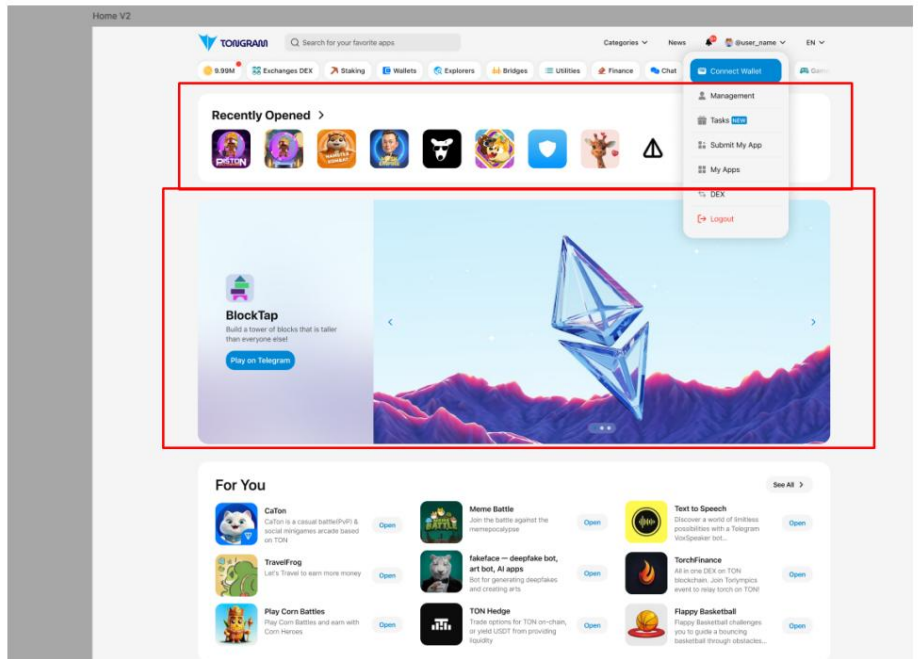 Home V2
TONGRAM
Search for your favorite apps
Categories
News
@user_name
EN
9.99M
Exchanges DEX
Staking
Wallets
Explorers
Bridges
Utilities
Finance
Chat
Connect Wallet
Management
Tasks NEW
Submit My App
My Apps
DEX
Logout
Recently Opened >
PISTON
HAMSTER
KOMBAT
BlockTap
Build a tower of blocks that is taller
than everyone else!
Play on Telegram
For You
See All >
CaTon
CaTon is a casual battle(PvP) &
social minigames arcade based
on TON
Open
Meme Battle
Join the battle against the
memepocalypse
Open
MEME
BATTLE
Text to Speech
Discover a world of limitless
possibilities with a Telegram
VoxSpeaker bot...
Open
TravelFrog
Let's Travel to earn more money
Open
fakeface — deepfake bot,
art bot, AI apps
Bot for generating deepfakes
and creating arts
Open
TorchFinance
All in one DEX on TON
blockchain. Join Torlympics
event to relay torch on TON!
Open
Play Corn Battles
Play Corn Battles and earn with
Corn Heroes
Open
TON Hedge
Trade options for TON on-chain,
or yield USDT from providing
liquidity
Open
Flappy Basketball
Flappy Basketball challenges
you to guide a bouncing
basketball through obstacles...
Open